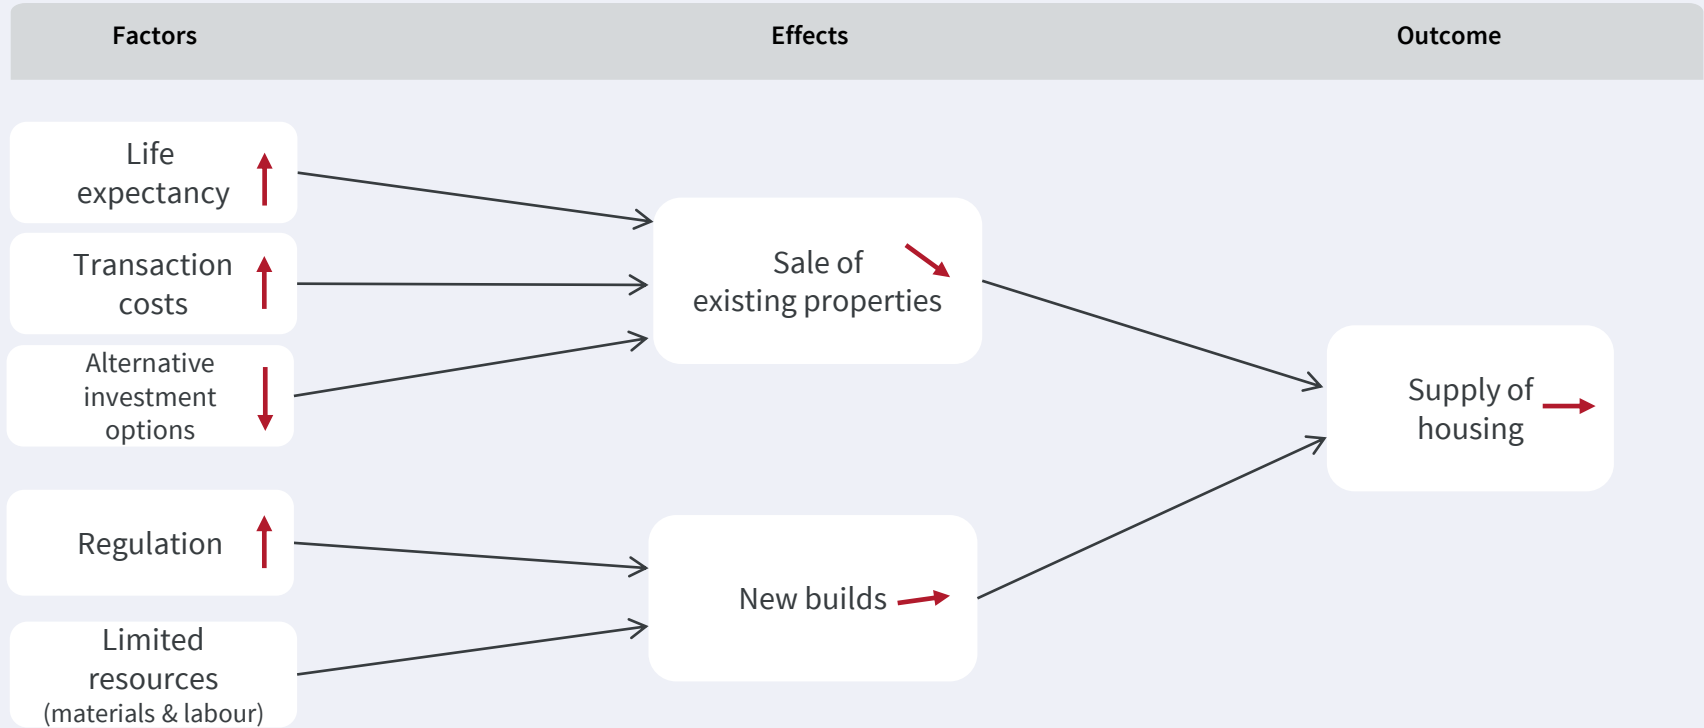 Factors
Effects
Outcome
Life
expectancy
Transaction
costs
Alternative
investment
options
Regulation
Limited
resources
(materials & labour)
Sale of
existing properties
New builds
Supply of
housing